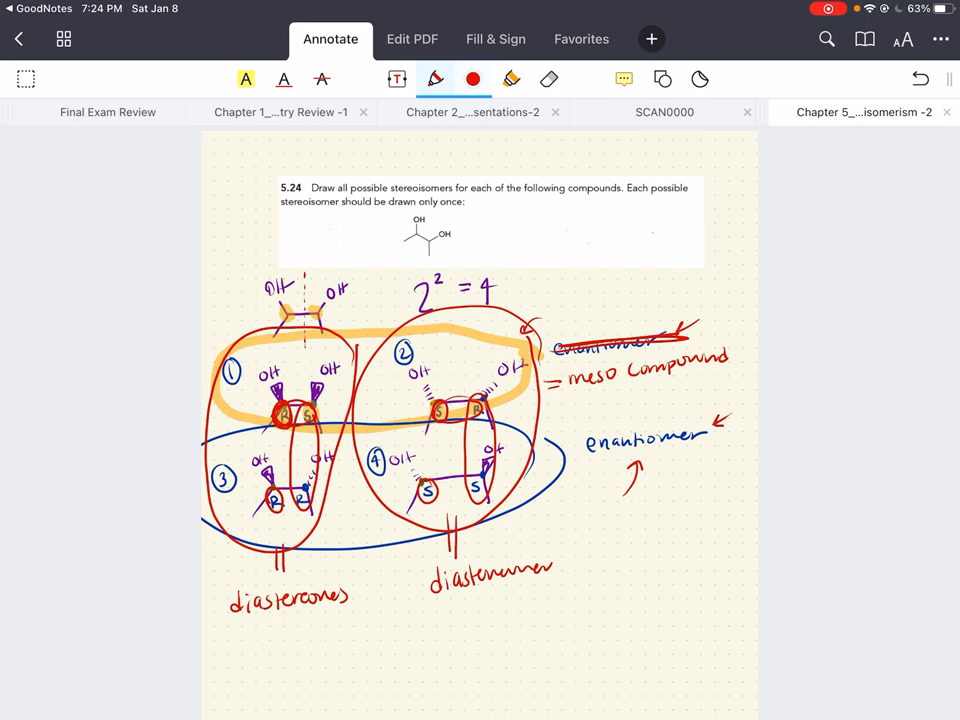 GoodNotes 7:24 PM Sat Jan 8 63%
Annotate Edit PDF Fill & Sign Favorites
AA
A A A T
Final Exam Review Chapter 1_...try Review -1 Chapter 2_...sentations-2 SCAN0000 Chapter 5_...isomerism -2
5.24 Draw all possible stereoisomers for each of the following compounds. Each possible
stereoisomer should be drawn only once:
OH
OH
OH OH
2² = 4
enantiomer
= meso compound
1 OH OH
2 OH OH
R S
S R
enantiomer
3 OH OH
4 OH OH
R R
S S
diastereomer